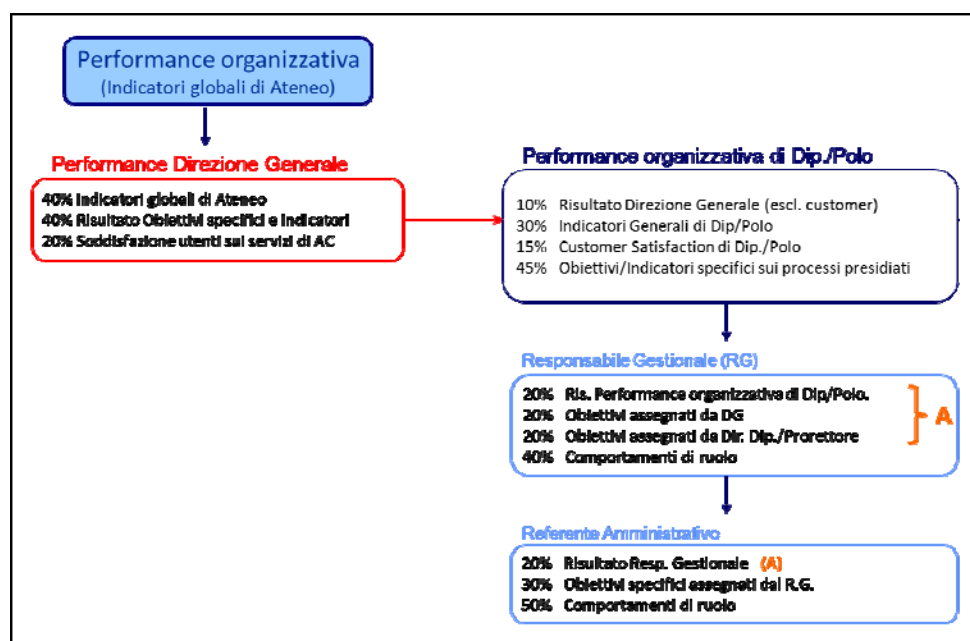 Performance organizzativa
(Indicatori globali di Ateneo)
Performance Direzione Generale
40% Indicatori globali di Ateneo
40% Risultato Obiettivi specifici e Indicatori
20% Soddisfazione utenti sui servizi di AC
Performance organizzativa di Dip./Polo
10% Risultato Direzione Generale (escl. customer)
30% Indicatori Generali di Dip/Polo
15% Customer Satisfaction di Dip./Polo
45% Obiettivi/Indicatori specifici sui processi presidiati
Responsabile Gestionale (RG)
20% Ris. Performance organizzativa di Dip/Polo.
20% Obiettivi assegnati da DG
20% Obiettivi assegnati da Dir. Dip./Prorettore
40% Comportamenti di ruolo
A
Referente Amministrativo
20% Risultato Resp. Gestionale (A)
30% Obiettivi specifici assegnati dal R.G.
50% Comportamenti di ruolo